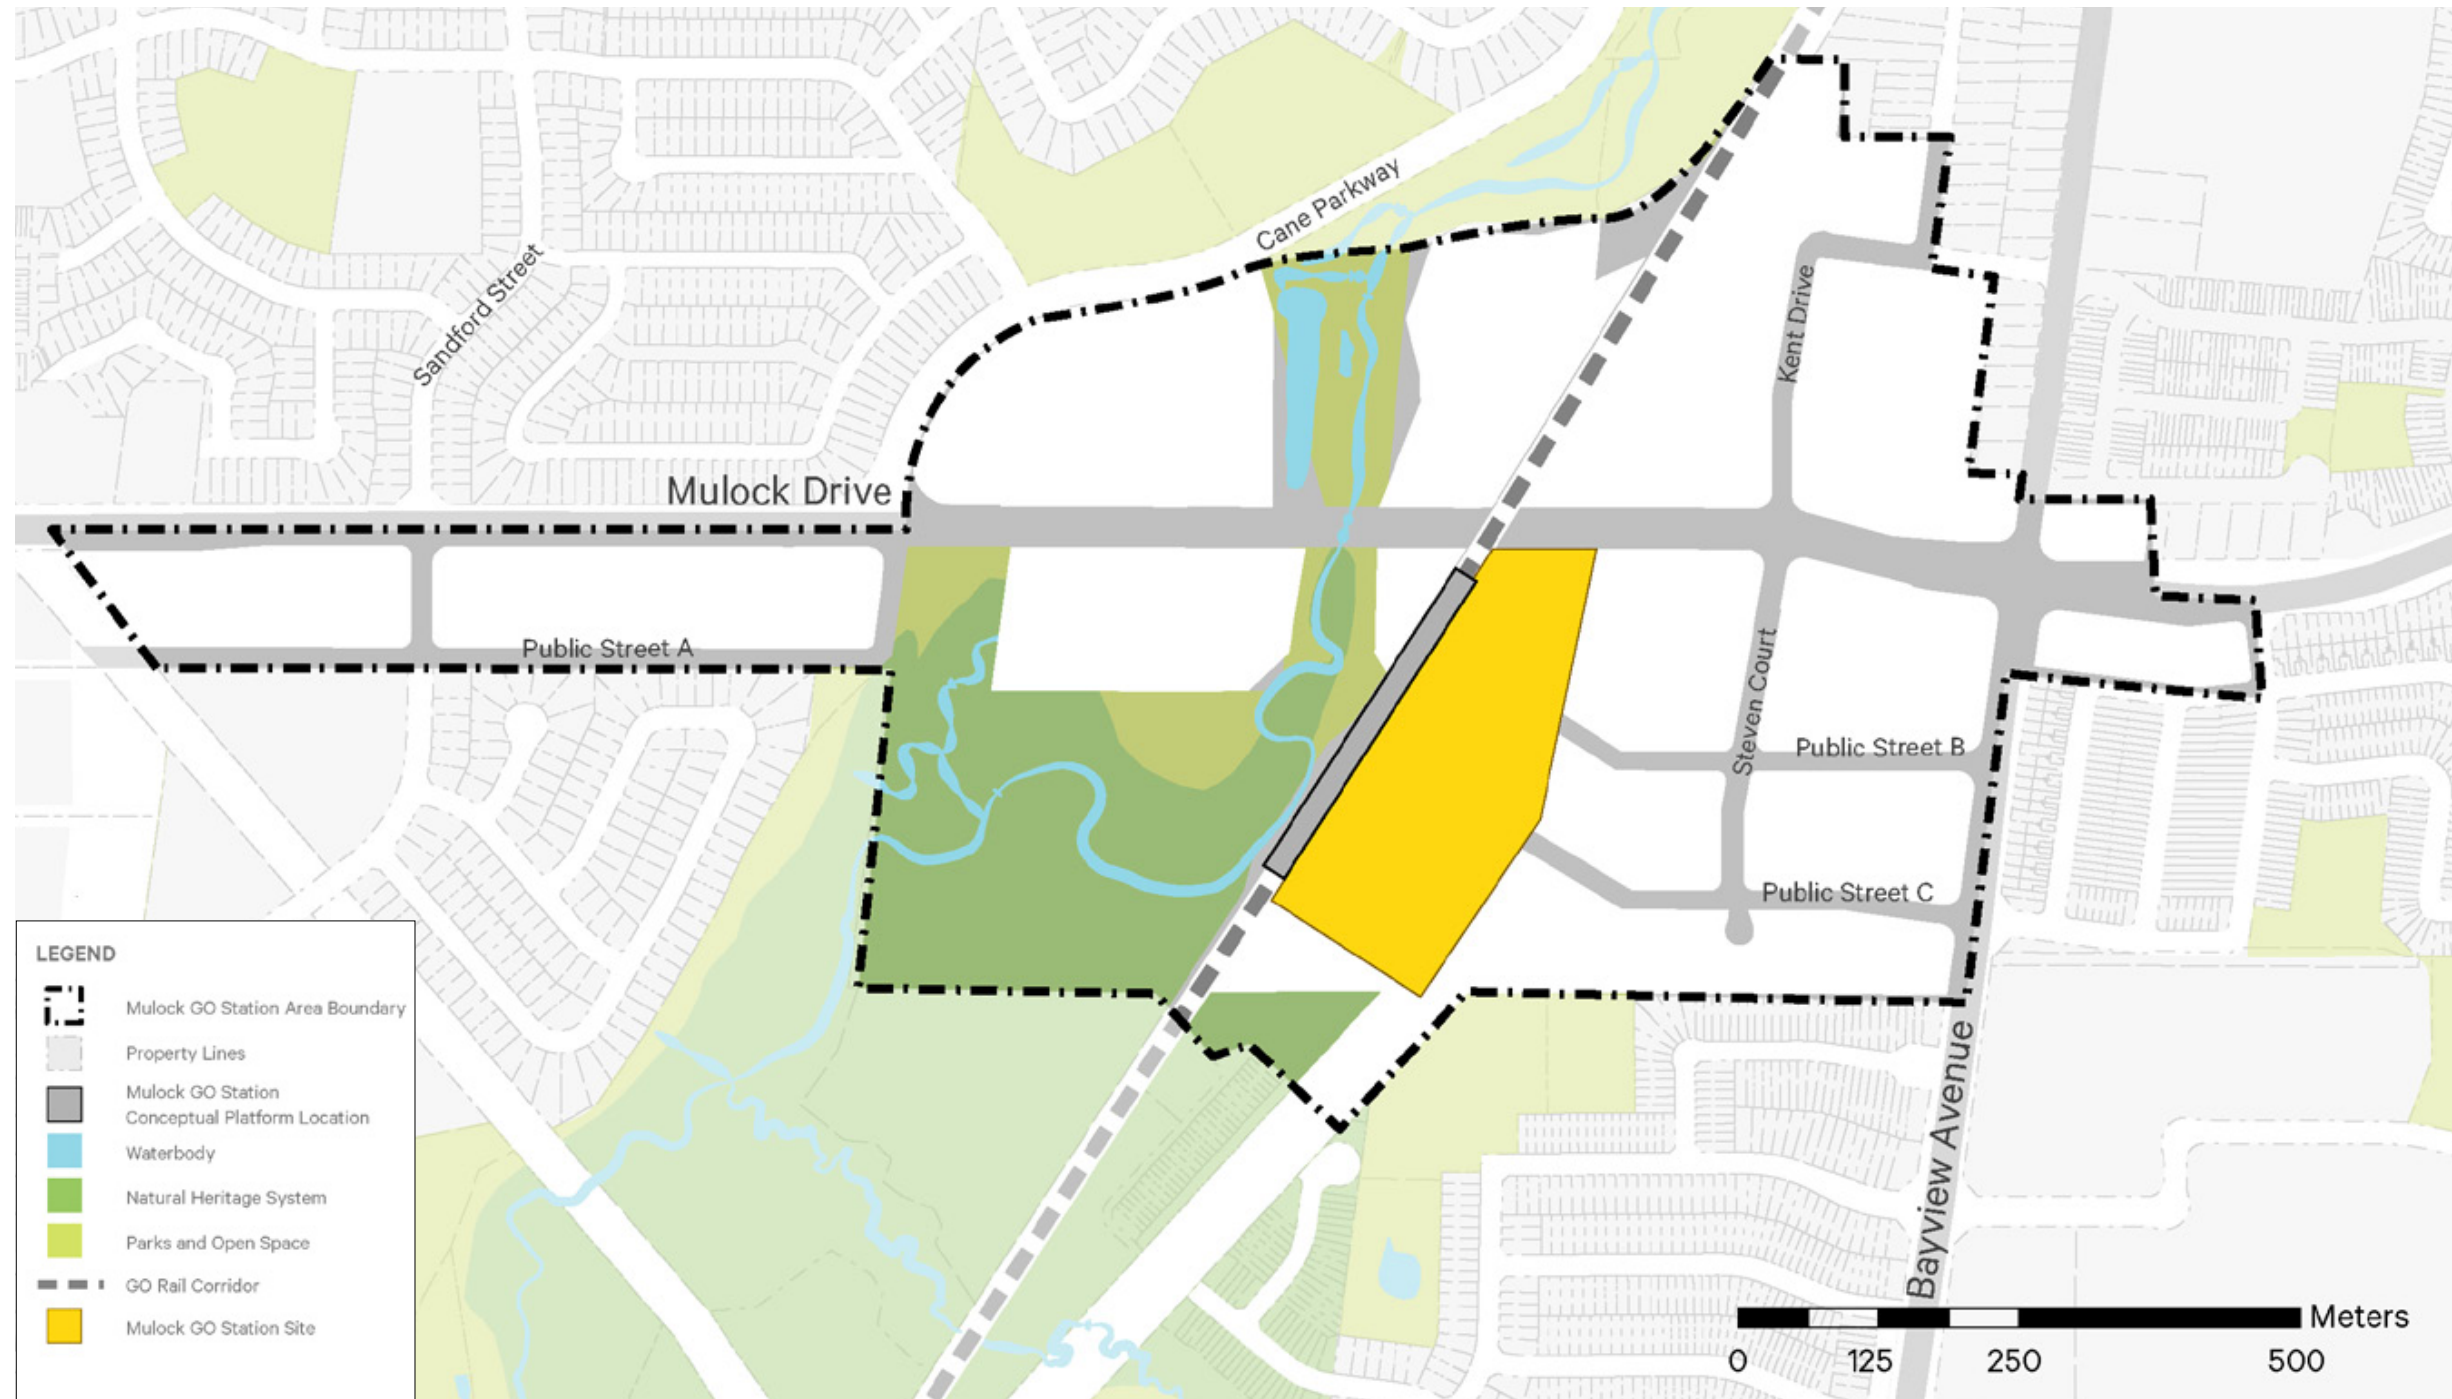 Cane Parkway
Sandford Street
Kent Drive
Mulock Drive
Public Street A
Steven Court
Public Street B
Public Street C
Bayview Avenue
LEGEND
Mulock GO Station Area Boundary
Property Lines
Mulock GO Station
Conceptual Platform Location
Waterbody
Natural Heritage System
Parks and Open Space
GO Rail Corridor
Mulock GO Station Site
Meters
0 125 250 500